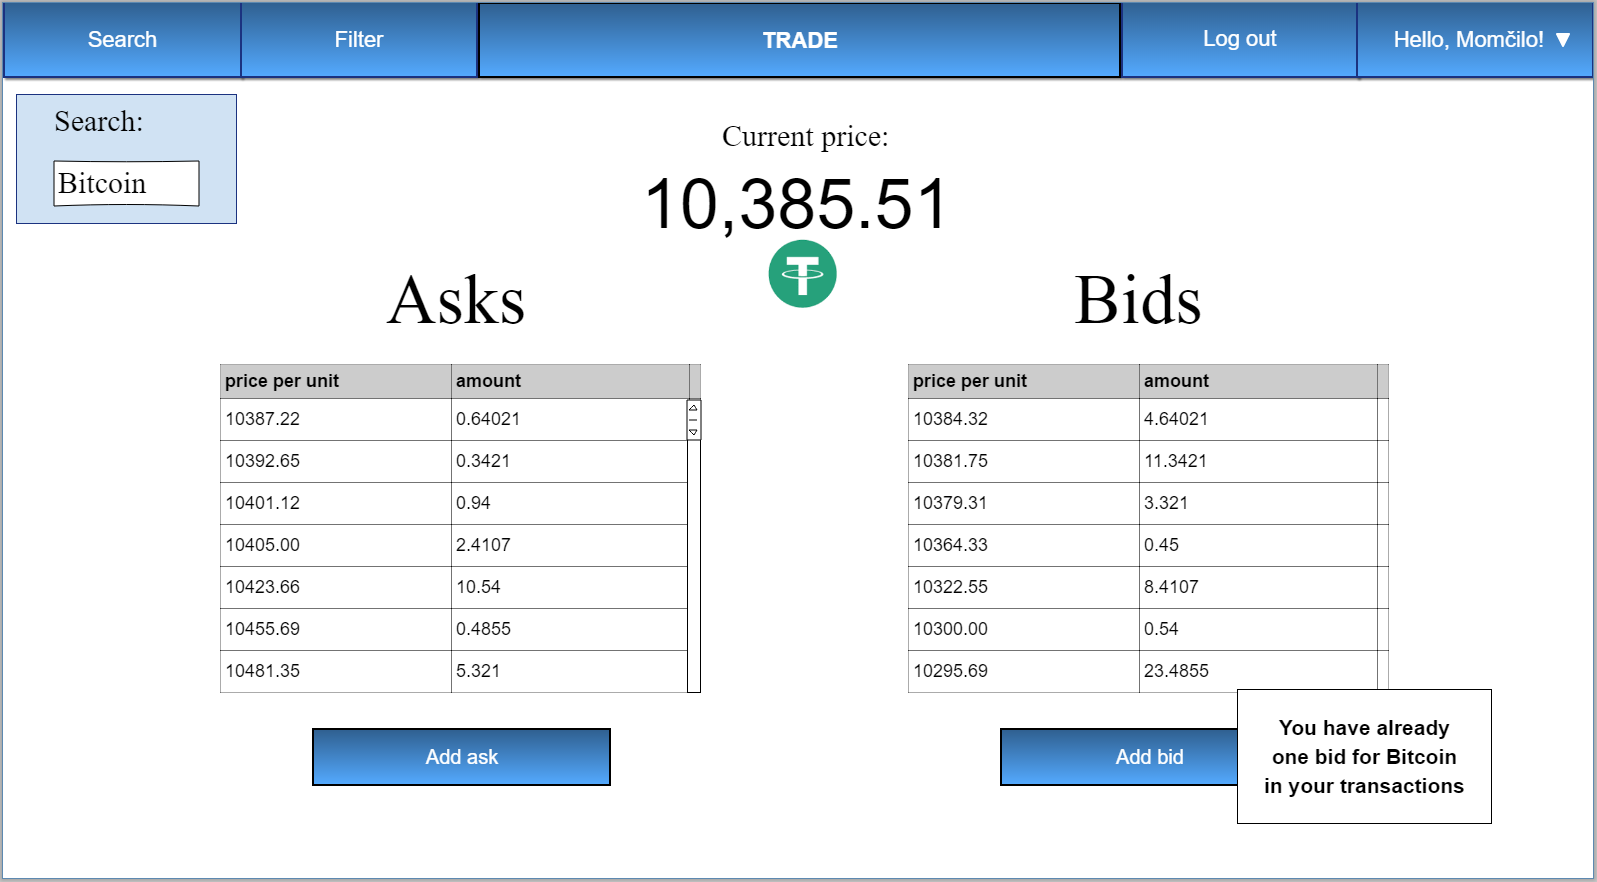 Search
Filter
TRADE
Log out
Hello, Momčilo! ▼
Search:
Bitcoin
Current price:
10,385.51
Asks
price per unit amount
10387.22 0.64021
10392.65 0.3421
10401.12 0.94
10405.00 2.4107
10423.66 10.54
10455.69 0.4855
10481.35 5.321
Add ask
Bids
price per unit amount
10384.32 4.64021
10381.75 11.3421
10379.31 3.321
10364.33 0.45
10322.55 8.4107
10300.00 0.54
10295.69 23.4855
Add bid
You have already
one bid for Bitcoin
in your transactions